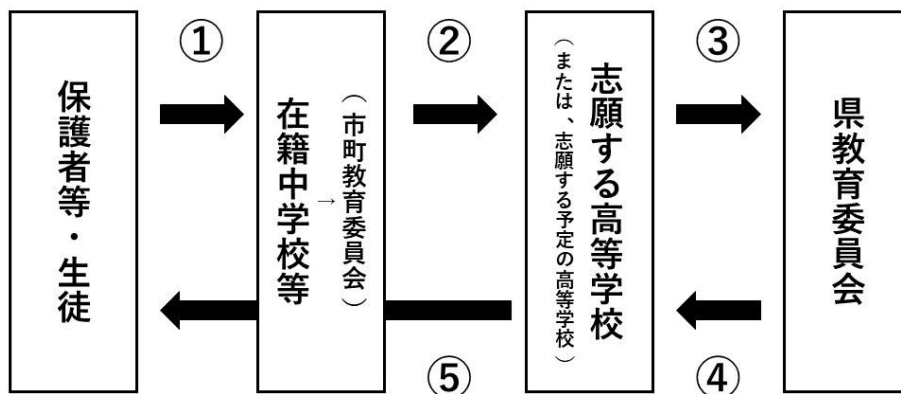 ①
②
③
保護者等・生徒
在籍中学校等
→
（市町教育委員会）
志願する高等学校
（または、志願する予定の高等学校）
県教育委員会
⑤
④